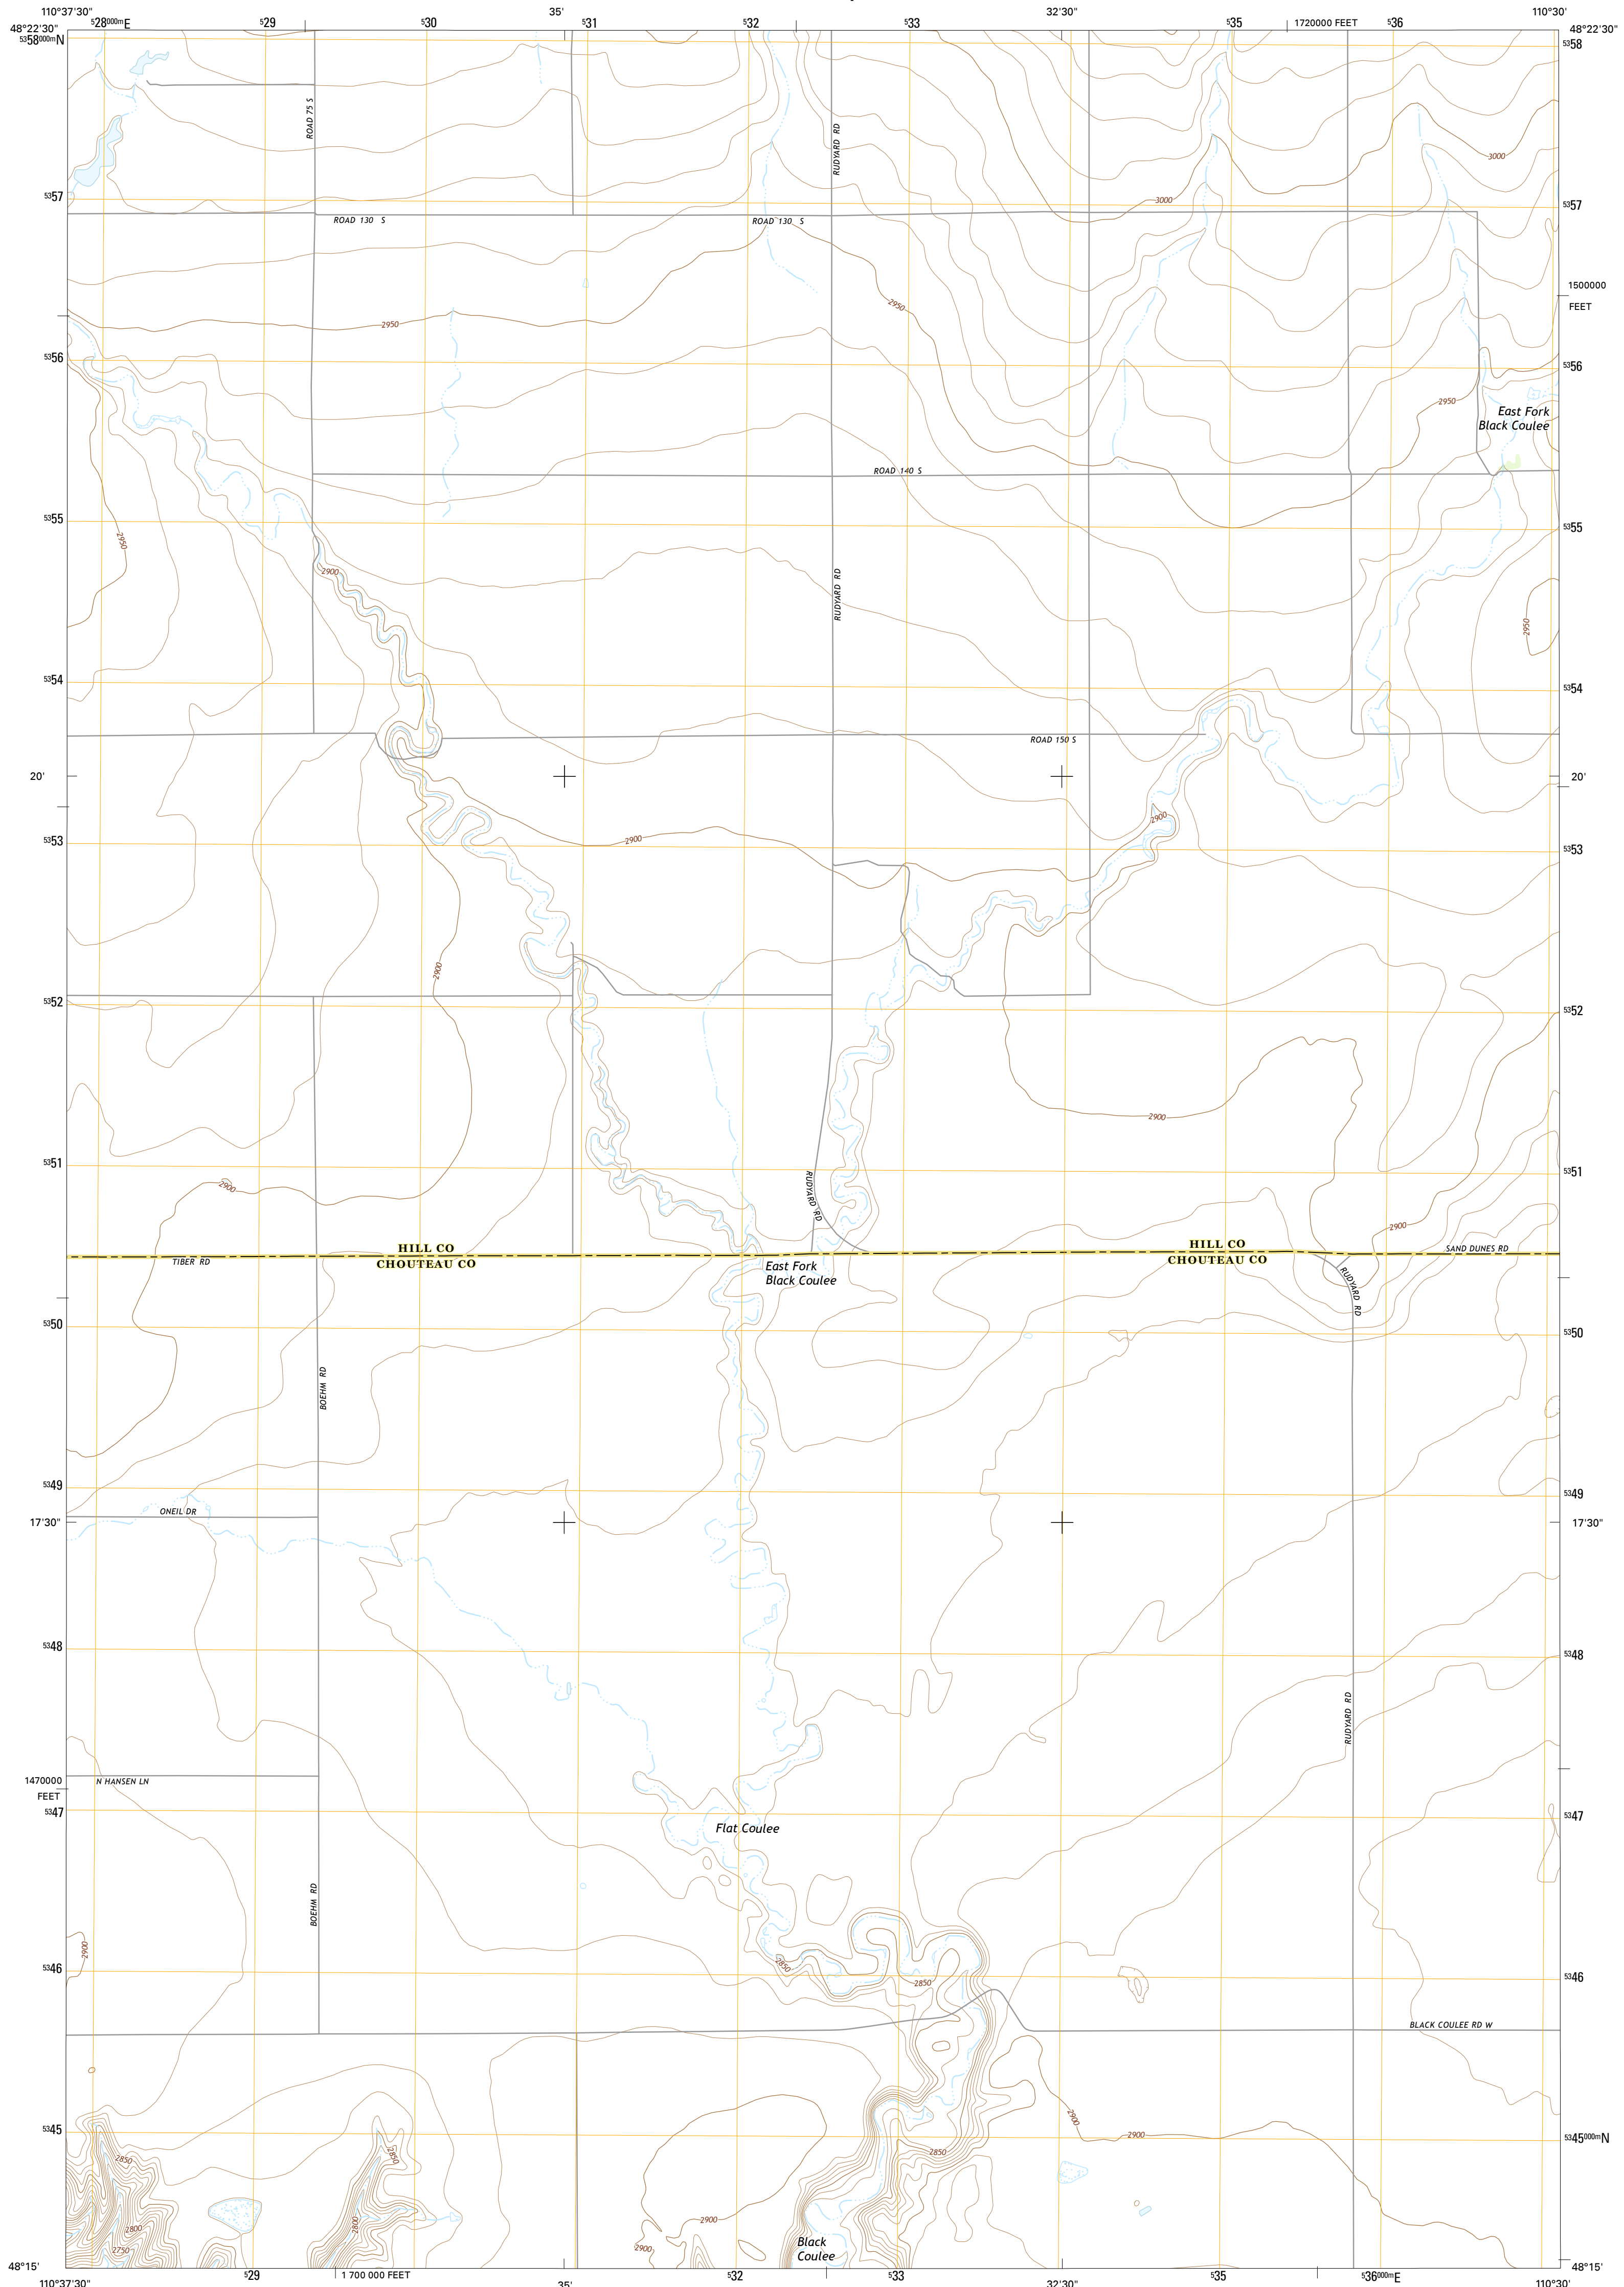 110°37'30" 35' 32'30" 110°30'
528000mE 529 530 531 532 533 535 1720000 FEET 536
48°22'30" 48°22'30"
5358000mN 5358
ROAD 75 S
RUDYARD RD
3000
5357 3000 5357
ROAD 130 S ROAD 130 S
1500000
FEET
2950 2950
5356 5356
2950
East Fork
Black Coulee
ROAD 140 S
5355 5355
2950
2900
RUDYARD RD
2950
5354 5354
ROAD 150 S
20' 20'
2900
5353 2900 5353
2900
5352 5352
2900
5351 5351
2900
RUDYARD RD
2900
HILL CO HILL CO
SAND DUNES RD
TIBER RD CHOUTEAU CO CHOUTEAU CO
East Fork
Black Coulee
RUDYARD RD
5350 5350
BOEHM RD
5349 5349
ONEIL DR
17'30" 17'30"
5348 5348
RUDYARD RD
1470000
FEET
N HANSEN LN
5347 5347
Flat Coulee
BOEHM RD
2900
2850
5346 2850 5346
BLACK COULEE RD W
2900
5345 2900 5345000mN
2850 2850 2850
2900
2800 2800
Black
Coulee
2900
2750
48°15' 48°15'
529 1 700 000 FEET 532 533 535 536000mE
110°37'30" 35' 32'30" 110°30'